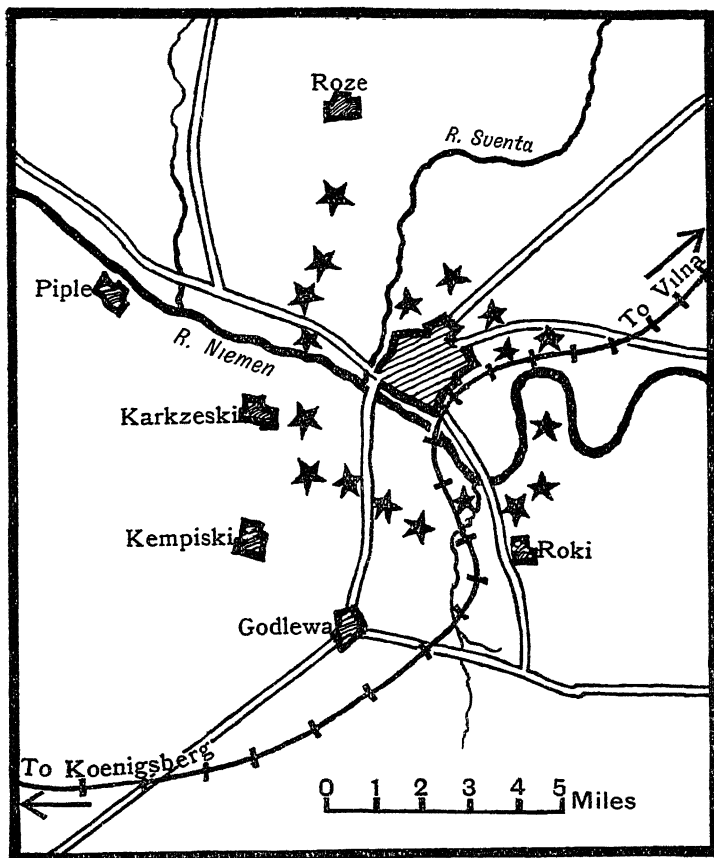 Roze
R. Sventa
Piple
To Vilna
R. Niemen
Karkzeski
Kempiski
Roki
Godlewa
To Koenigsberg
0 1 2 3 4 5
Miles